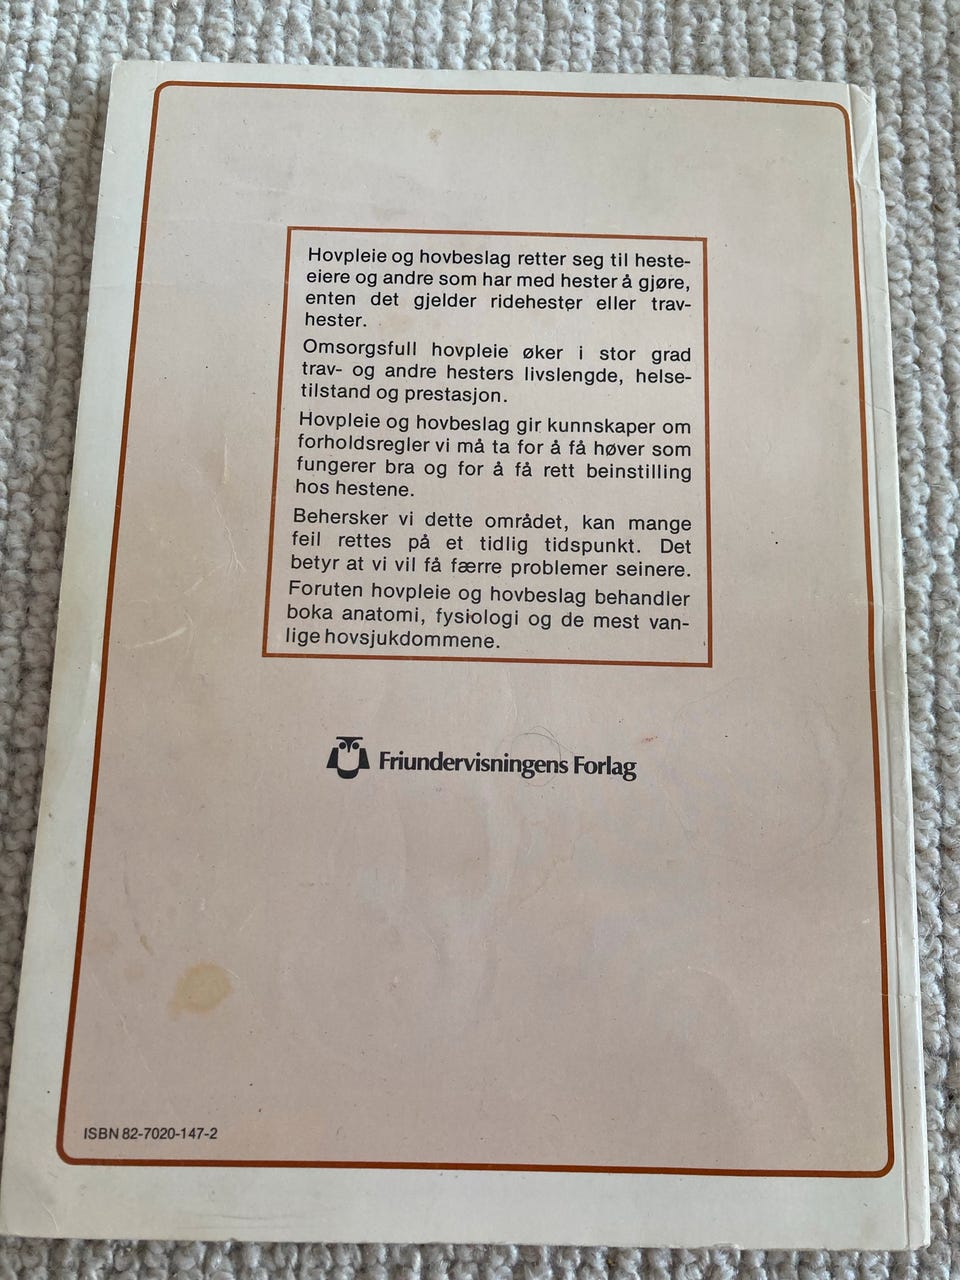 Hovpleie og hovbeslag retter seg til heste-
eiere og andre som har med hester å gjøre,
enten det gjelder ridehester eller trav-
hester.
Omsorgsfull hovpleie øker i stor grad
trav- og andre hesters livslengde, helse-
tilstand og prestasjon.
Hovpleie og hovbeslag gir kunnskaper om
forholdsregler vi må ta for å få høver som
fungerer bra og for å få rett beinstilling
hos hestene.
Behersker vi dette området, kan mange
feil rettes på et tidlig tidspunkt. Det
betyr at vi vil få færre problemer seinere.
Foruten hovpleie og hovbeslag behandler
boka anatomi, fysiologi og de mest van-
lige hovsjukdommene.
Friundervisningens Forlag
ISBN 82-7020-147-2